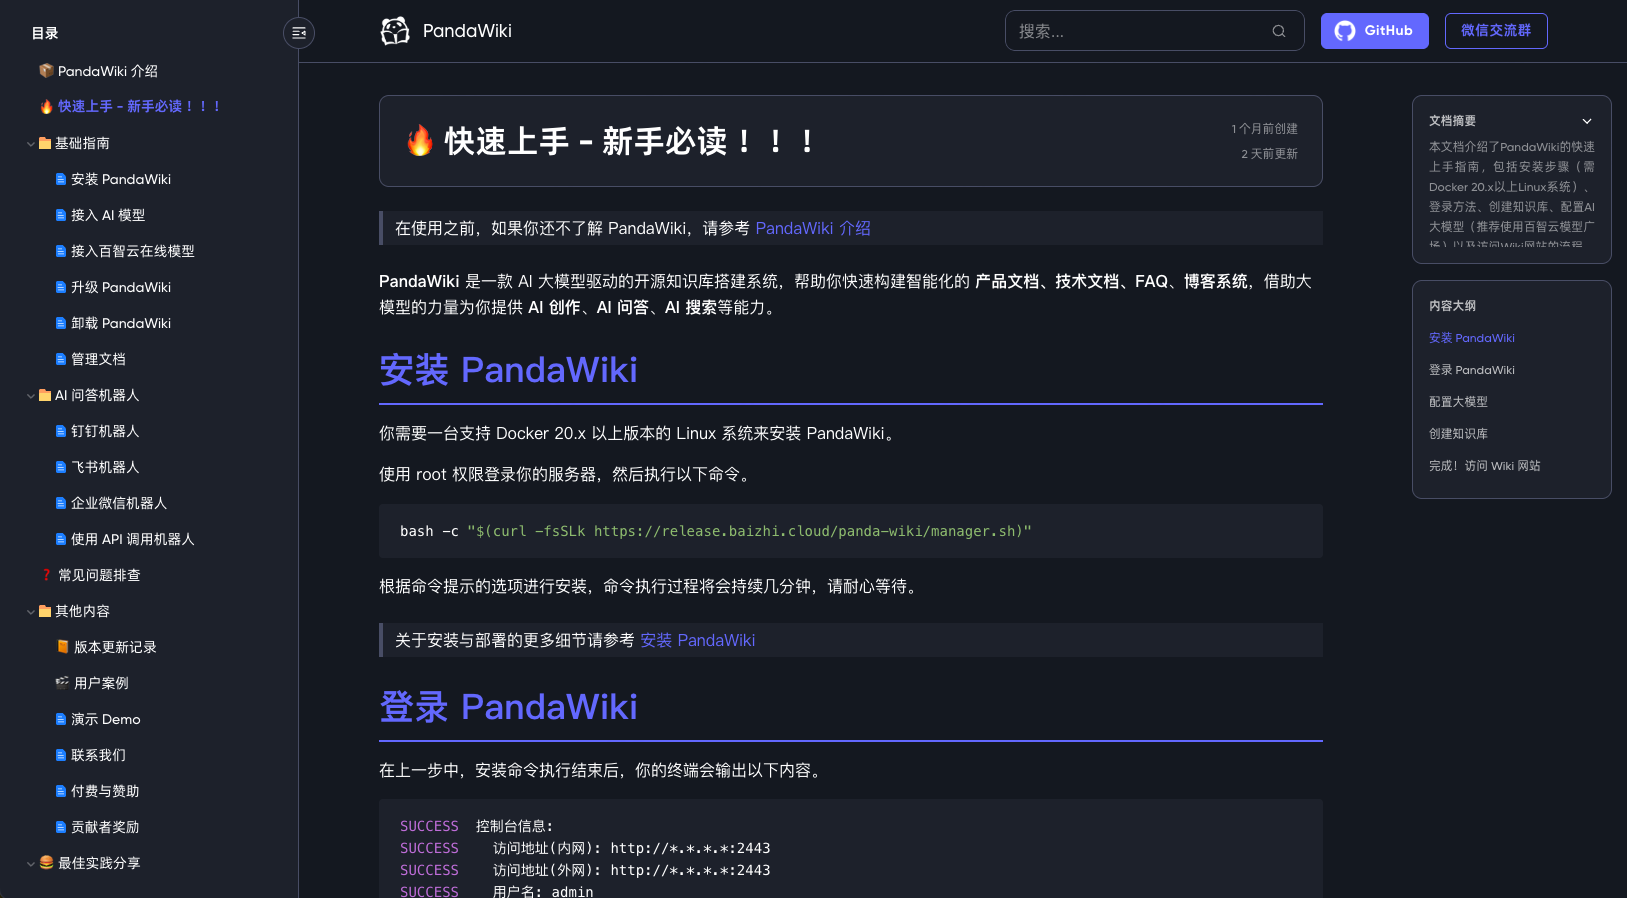 目录
PandaWiki 介绍
快速上手 - 新手必读！！！
基础指南
安装 PandaWiki
接入 AI 模型
接入百智云在线模型
升级 PandaWiki
卸载 PandaWiki
管理文档
AI 问答机器人
钉钉机器人
飞书机器人
企业微信机器人
使用 API 调用机器人
常见问题排查
其他内容
版本更新记录
用户案例
演示 Demo
联系我们
付费与赞助
贡献者奖励
最佳实践分享
PandaWiki
搜索...
GitHub
微信交流群
快速上手 - 新手必读！！！
1 个月前创建
2 天前更新
在使用之前，如果你还不了解 PandaWiki，请参考 PandaWiki 介绍
PandaWiki 是一款 AI 大模型驱动的开源知识库搭建系统，帮助你快速构建智能化的 产品文档、技术文档、FAQ、博客系统，借助大
模型的力量为你提供 AI 创作、AI 问答、AI 搜索等能力。
安装 PandaWiki
你需要一台支持 Docker 20.x 以上版本的 Linux 系统来安装 PandaWiki。
使用 root 权限登录你的服务器，然后执行以下命令。
bash -c "$(curl -fsSLk https://release.baizhi.cloud/panda-wiki/manager.sh)"
根据命令提示的选项进行安装，命令执行过程将会持续几分钟，请耐心等待。
关于安装与部署的更多细节请参考 安装 PandaWiki
登录 PandaWiki
在上一步中，安装命令执行结束后，你的终端会输出以下内容。
SUCCESS 控制台信息:
SUCCESS 访问地址(内网): http://*.*.*.*:2443
SUCCESS 访问地址(外网): http://*.*.*.*:2443
SUCCESS 用户名: admin
文档摘要
本文档介绍了PandaWiki的快速
上手指南，包括安装步骤（需
Docker 20.x以上Linux系统）、
登录方法、创建知识库、配置AI
大模型（推荐使用百智云模型广
场）以及访问Wiki网站的流程
内容大纲
安装 PandaWiki
登录 PandaWiki
配置大模型
创建知识库
完成！访问 Wiki 网站